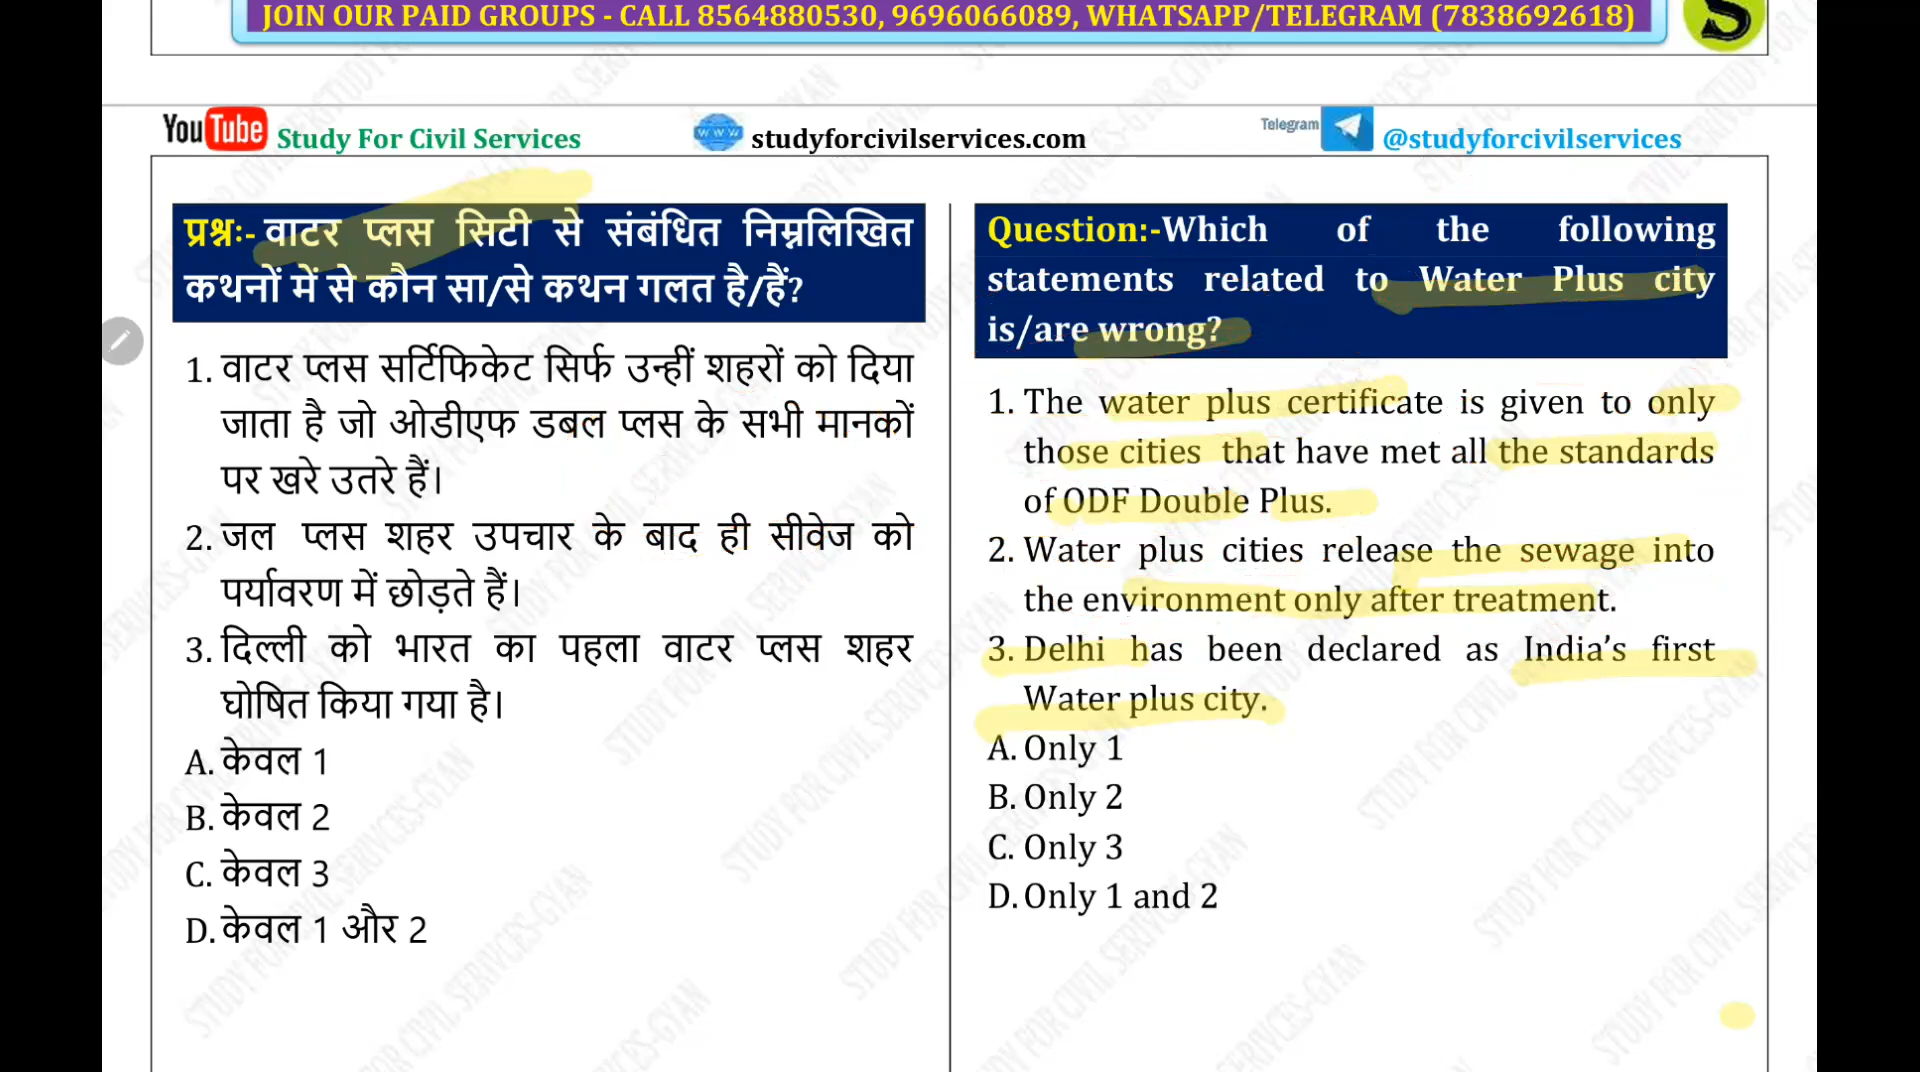 JOIN OUR PAID GROUPS - CALL 8564880530, 9696066089, WHATSAPP/TELEGRAM (7838692618)
S
YouTube Study For Civil Services
www studyforcivilservices.com
Telegram @studyforcivilservices
प्रश्नः- वाटर प्लस सिटी से संबंधित निम्नलिखित
कथनों में से कौन सा/से कथन गलत है/हैं?
1. वाटर प्लस सर्टिफिकेट सिर्फ उन्हीं शहरों को दिया
जाता है जो ओडीएफ डबल प्लस के सभी मानकों
पर खरे उतरे हैं।
2. जल प्लस शहर उपचार के बाद ही सीवेज को
पर्यावरण में छोड़ते हैं।
3. दिल्ली को भारत का पहला वाटर प्लस शहर
घोषित किया गया है।
A. केवल 1
B. केवल 2
C. केवल 3
D. केवल 1 और 2
Question:-Which of the following
statements related to Water Plus city
is/are wrong?
1. The water plus certificate is given to only
those cities that have met all the standards
of ODF Double Plus.
2. Water plus cities release the sewage into
the environment only after treatment.
3. Delhi has been declared as India’s first
Water plus city.
A. Only 1
B. Only 2
C. Only 3
D. Only 1 and 2
STUDY FOR CIVIL SERIVCES-GYAN